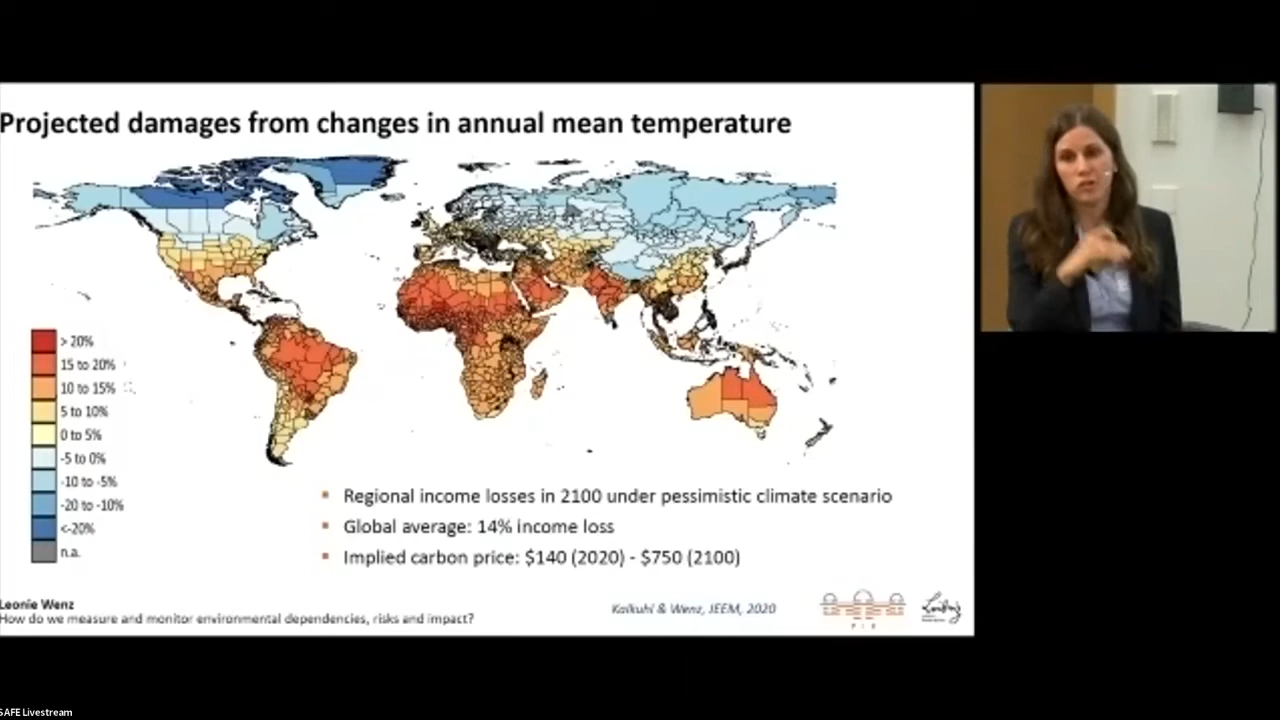 Projected damages from changes in annual mean temperature
> 20%
15 to 20%
10 to 15%
5 to 10%
0 to 5%
-5 to 0%
-10 to -5%
-20 to -10%
<-20%
n.a.
▪ Regional income losses in 2100 under pessimistic climate scenario
▪ Global average: 14% income loss
▪ Implied carbon price: $140 (2020) - $750 (2100)
Leonie Wenz
How do we measure and monitor environmental dependencies, risks and impact?
Kalkuhl & Wenz, JEEM, 2020
P I K
SAFE Livestream